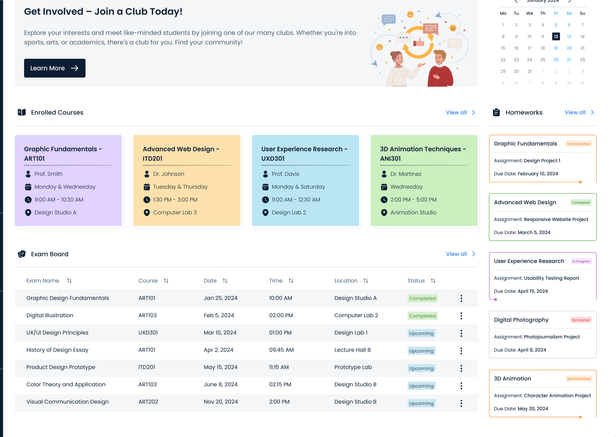 Get Involved – Join a Club Today!
Explore your interests and meet like-minded students by joining one of our many clubs. Whether you're into
sports, arts, or academics, there's a club for you. Find your community!
Learn More
January 2024
Mo Tu We Th Fr Sa Su
1 2 3 4 5 6 7
8 9 10 11 12 13 14
15 16 17 18 19 20 21
22 23 24 25 26 27 28
29 30 31 1 2 3 4
Enrolled Courses
View all
Graphic Fundamentals -
ART101
Prof. Smith
Monday & Wednesday
9:00 AM - 10:30 AM
Design Studio A
Advanced Web Design -
ITD201
Dr. Johnson
Tuesday & Thursday
1:30 PM - 3:00 PM
Computer Lab 3
User Experience Research -
UXD301
Prof. Davis
Monday & Saturday
11:00 AM - 12:30 AM
Design Lab 2
3D Animation Techniques -
ANI301
Dr. Martinez
Wednesday
2:00 PM - 5:00 PM
Animation Studio
Exam Board
View all
Exam Name Course Date Time Location Status
Graphic Design Fundamentals ART101 Jan 25, 2024 10:00 AM Design Studio A Completed
Digital Illustration ART103 Feb 5, 2024 02:00 PM Computer Lab 2 Completed
UX/UI Design Principles UXD301 Mar 10, 2024 01:00 PM Design Lab 1 Upcoming
History of Design Essay ART101 Apr 2, 2024 09:45 AM Lecture Hall B Upcoming
Product Design Prototype ITD201 May 15, 2024 11:15 AM Prototype Lab Upcoming
Color Theory and Application ART103 June 8, 2024 02:15 PM Design Studio B Upcoming
Visual Communication Design ART202 Nov 20, 2024 2:00 PM Design Studio B Upcoming
Homeworks
View all
Graphic Fundamentals
Assignment: Design Project 1
Due Date: February 10, 2024
Advanced Web Design Completed
Assignment: Responsive Website Project
Due Date: March 5, 2024
User Experience Research In Progress
Assignment: Usability Testing Report
Due Date: April 15, 2024
Digital Photography Not Started
Assignment: Photojournalism Project
Due Date: April 8, 2024
3D Animation
Assignment: Character Animation Project
Due Date: May 20, 2024